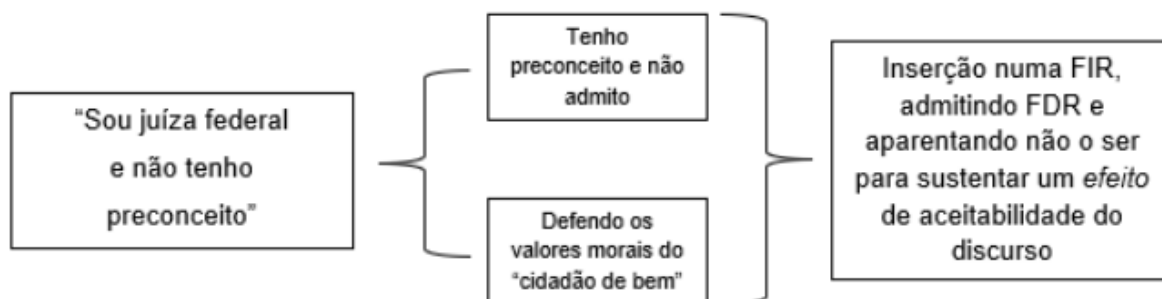 “Sou juíza federal
e não tenho
preconceito”
Tenho
preconceito e não
admito
Defendo os
valores morais do
“cidadão de bem”
Inserção numa FIR,
admitindo FDR e
aparentando não o ser
para sustentar um efeito
de aceitabilidade do
discurso